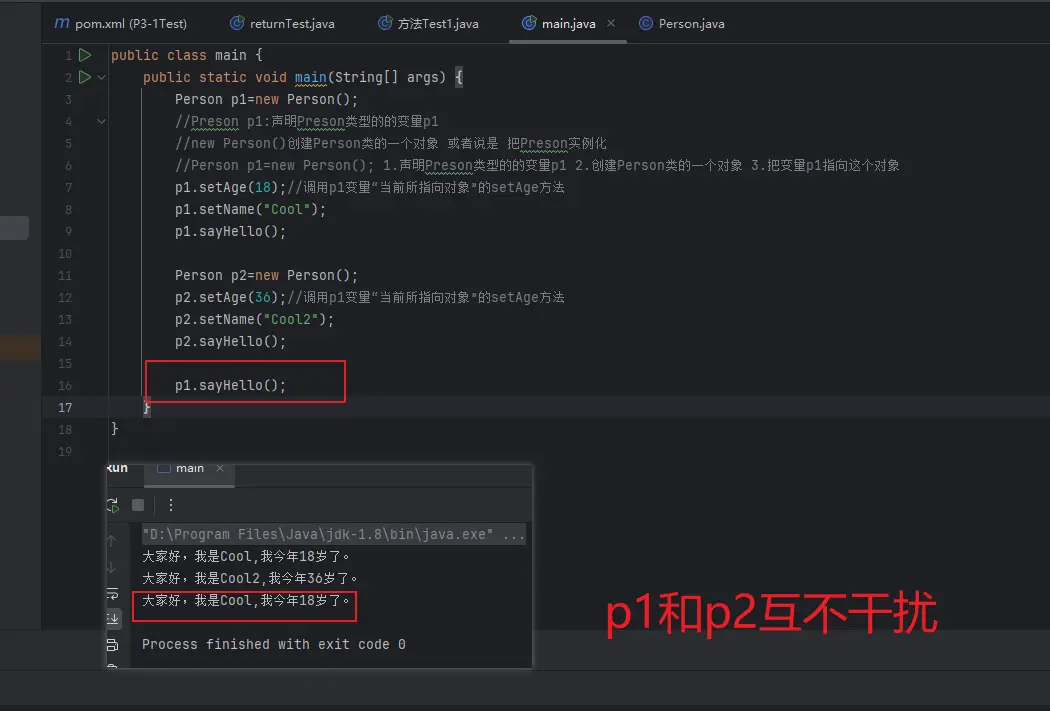 pom.xml (P3-1Test) returnTest.java 方法Test1.java main.java Person.java
1 public class main {
2 public static void main(String[] args) {
3 Person p1=new Person();
4 //Preson p1:声明Preson类型的的变量p1
5 //new Person()创建Person类的一个对象 或者说是 把Preson实例化
6 //Person p1=new Person(); 1.声明Preson类型的的变量p1 2.创建Person类的一个对象 3.把变量p1指向这个对象
7 p1.setAge(18);//调用p1变量“当前所指向对象”的setAge方法
8 p1.setName("Cool");
9 p1.sayHello();
10
11 Person p2=new Person();
12 p2.setAge(36);//调用p1变量“当前所指向对象”的setAge方法
13 p2.setName("Cool2");
14 p2.sayHello();
15
16 p1.sayHello();
17 }
18 }
19
Run main
"D:\Program Files\Java\jdk-1.8\bin\java.exe" ...
大家好，我是Cool,我今年18岁了。
大家好，我是Cool2,我今年36岁了。
大家好，我是Cool,我今年18岁了。
Process finished with exit code 0
p1和p2互不干扰